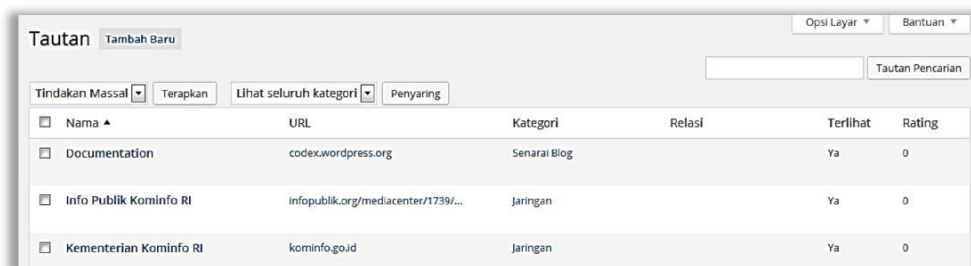 Opsi Layar Bantuan
Tautan Tambah Baru
Tautan Pencarian
Tindakan Massal Terapkan Lihat seluruh kategori Penyaring
Nama URL Kategori Relasi Terlihat Rating
Documentation codex.wordpress.org Senarai Blog Ya 0
Info Publik Kominfo RI infopublik.org/mediacenter/1739/... Jaringan Ya 0
Kementerian Kominfo RI kominfo.go.id Jaringan Ya 0